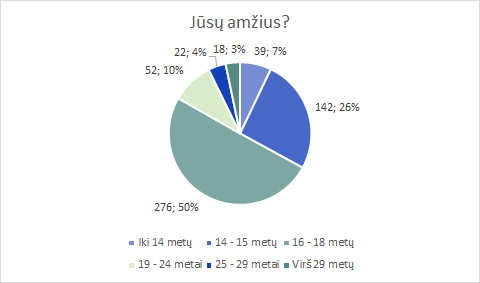 Jūsų amžius?
22; 4%
18; 3%
39; 7%
52; 10%
142; 26%
276; 50%
Iki 14 metų
14 - 15 metų
16 - 18 metų
19 - 24 metai
25 - 29 metai
Virš 29 metų